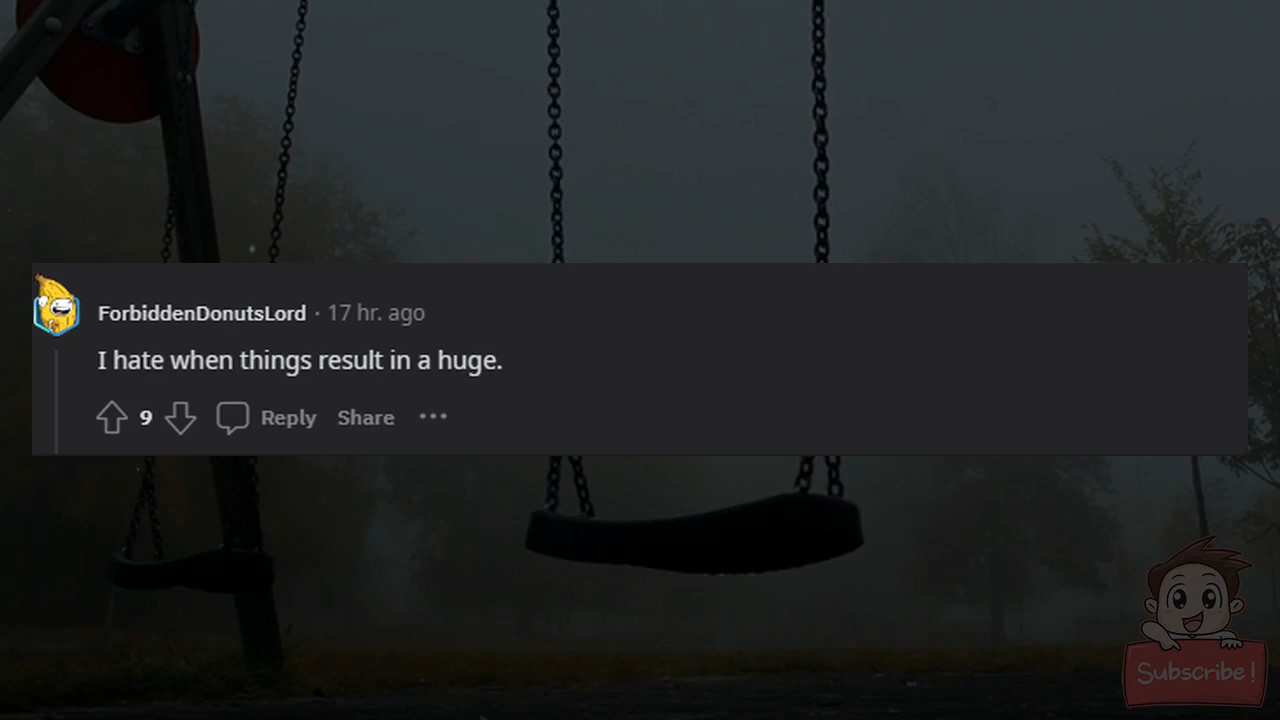 ForbiddenDonutsLord · 17 hr. ago
I hate when things result in a huge.
9 Reply Share ···
Subscribe!